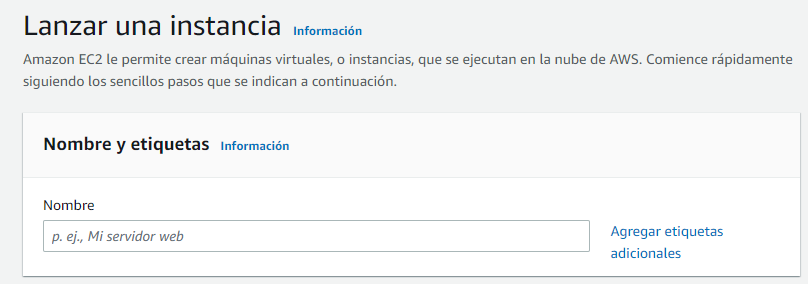 Lanzar una instancia Información
Amazon EC2 le permite crear máquinas virtuales, o instancias, que se ejecutan en la nube de AWS. Comience rápidamente
siguiendo los sencillos pasos que se indican a continuación.
Nombre y etiquetas Información
Nombre
p. ej., Mi servidor web
Agregar etiquetas
adicionales